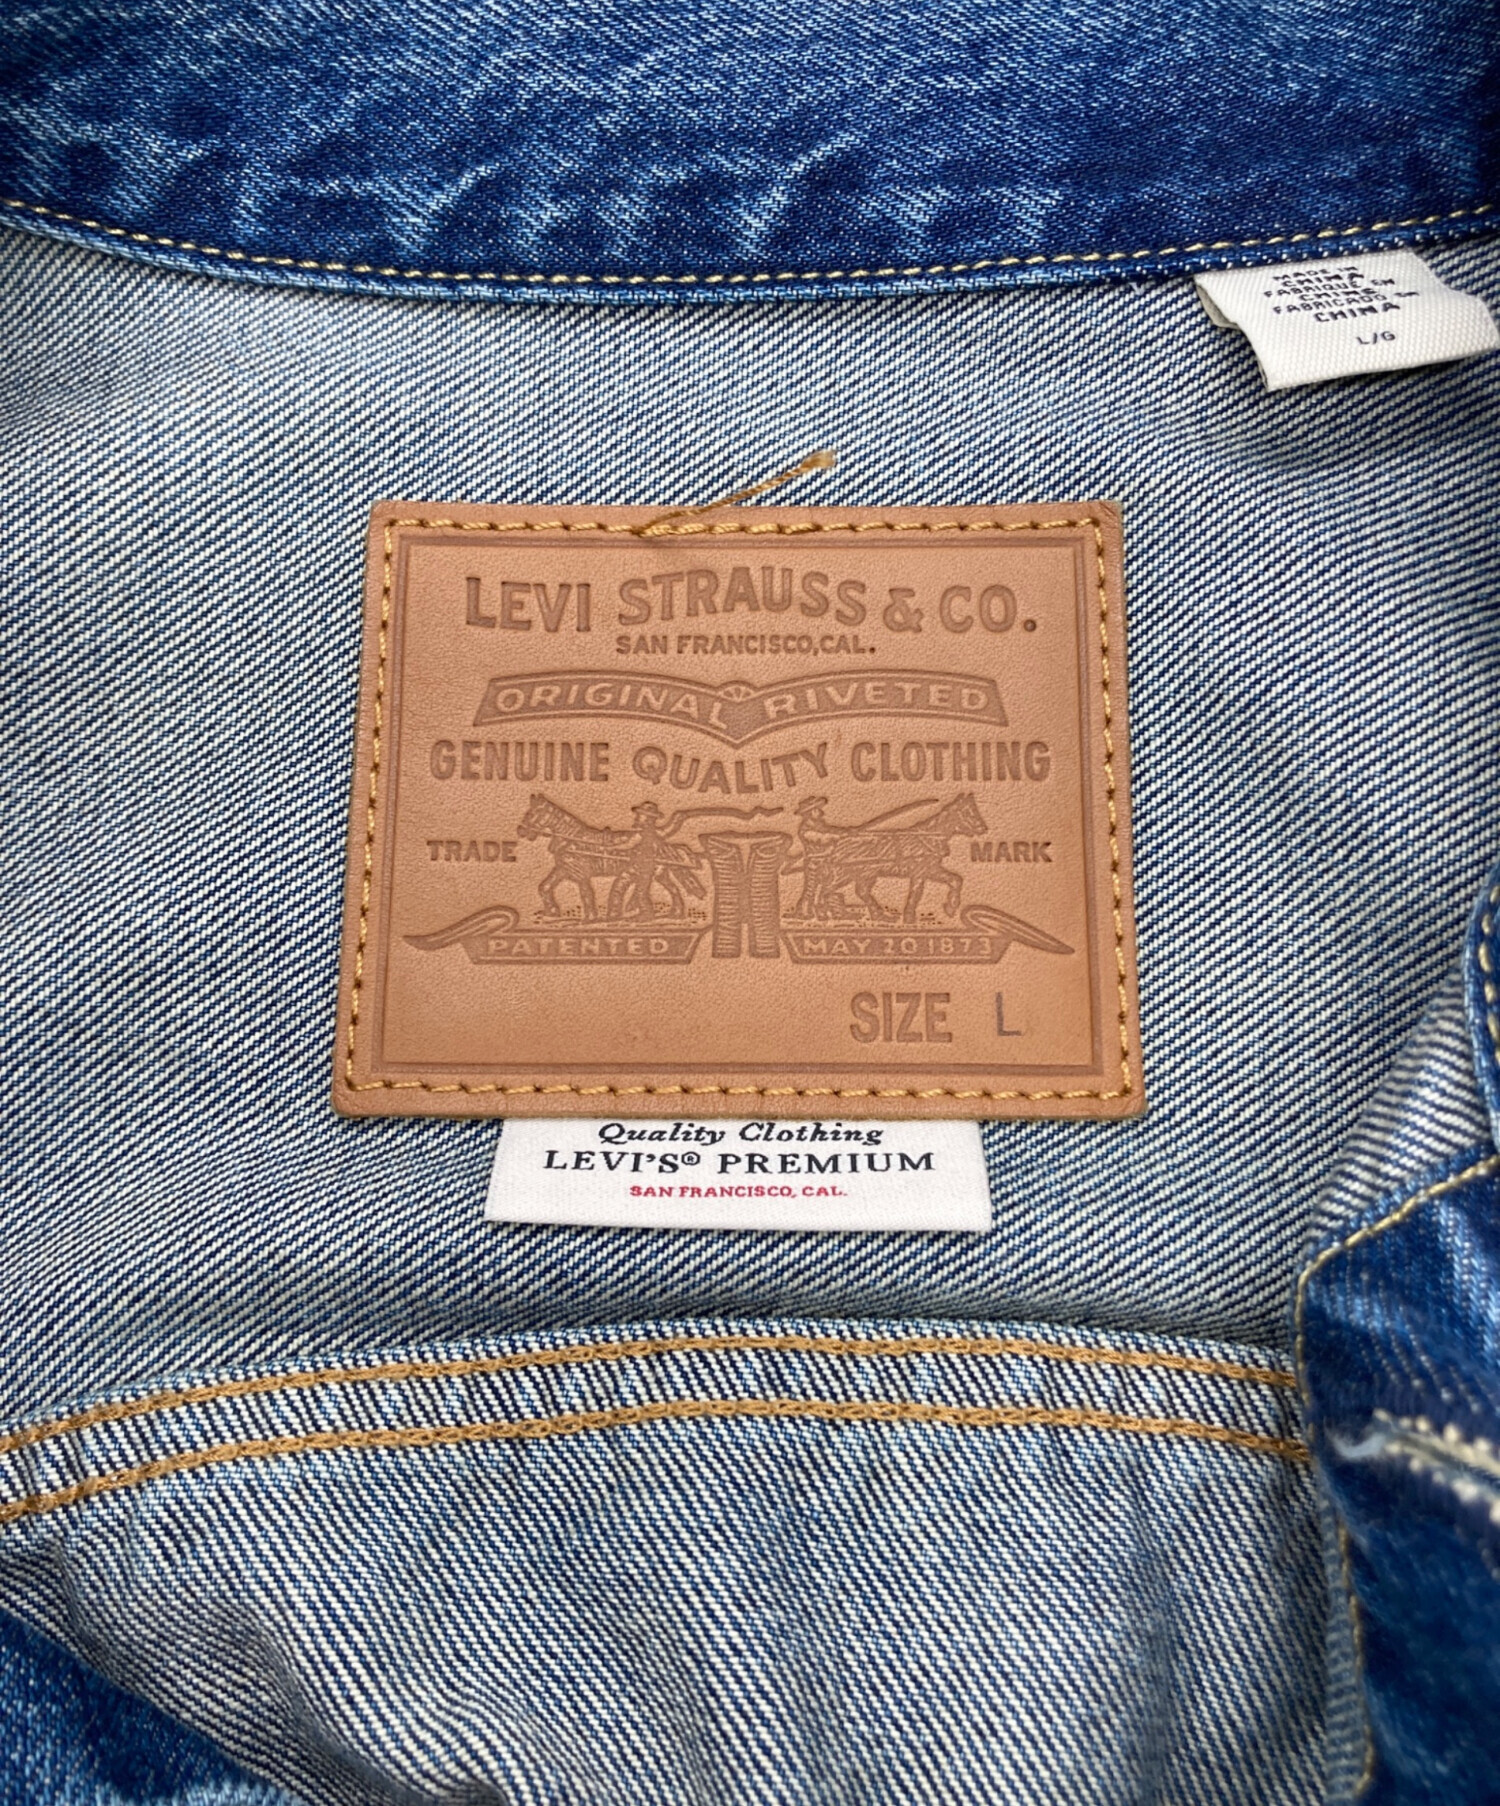 MADE IN
CHINA
FABRIQUÉ EN
CHINE
FABRICADO EN
CHINA
L/G
LEVI STRAUSS & CO.
SAN FRANCISCO,CAL.
ORIGINAL RIVETED
GENUINE QUALITY CLOTHING
TRADE MARK
PATENTED MAY 20 1873
SIZE L
Quality Clothing
LEVI'S® PREMIUM
SAN FRANCISCO, CAL.